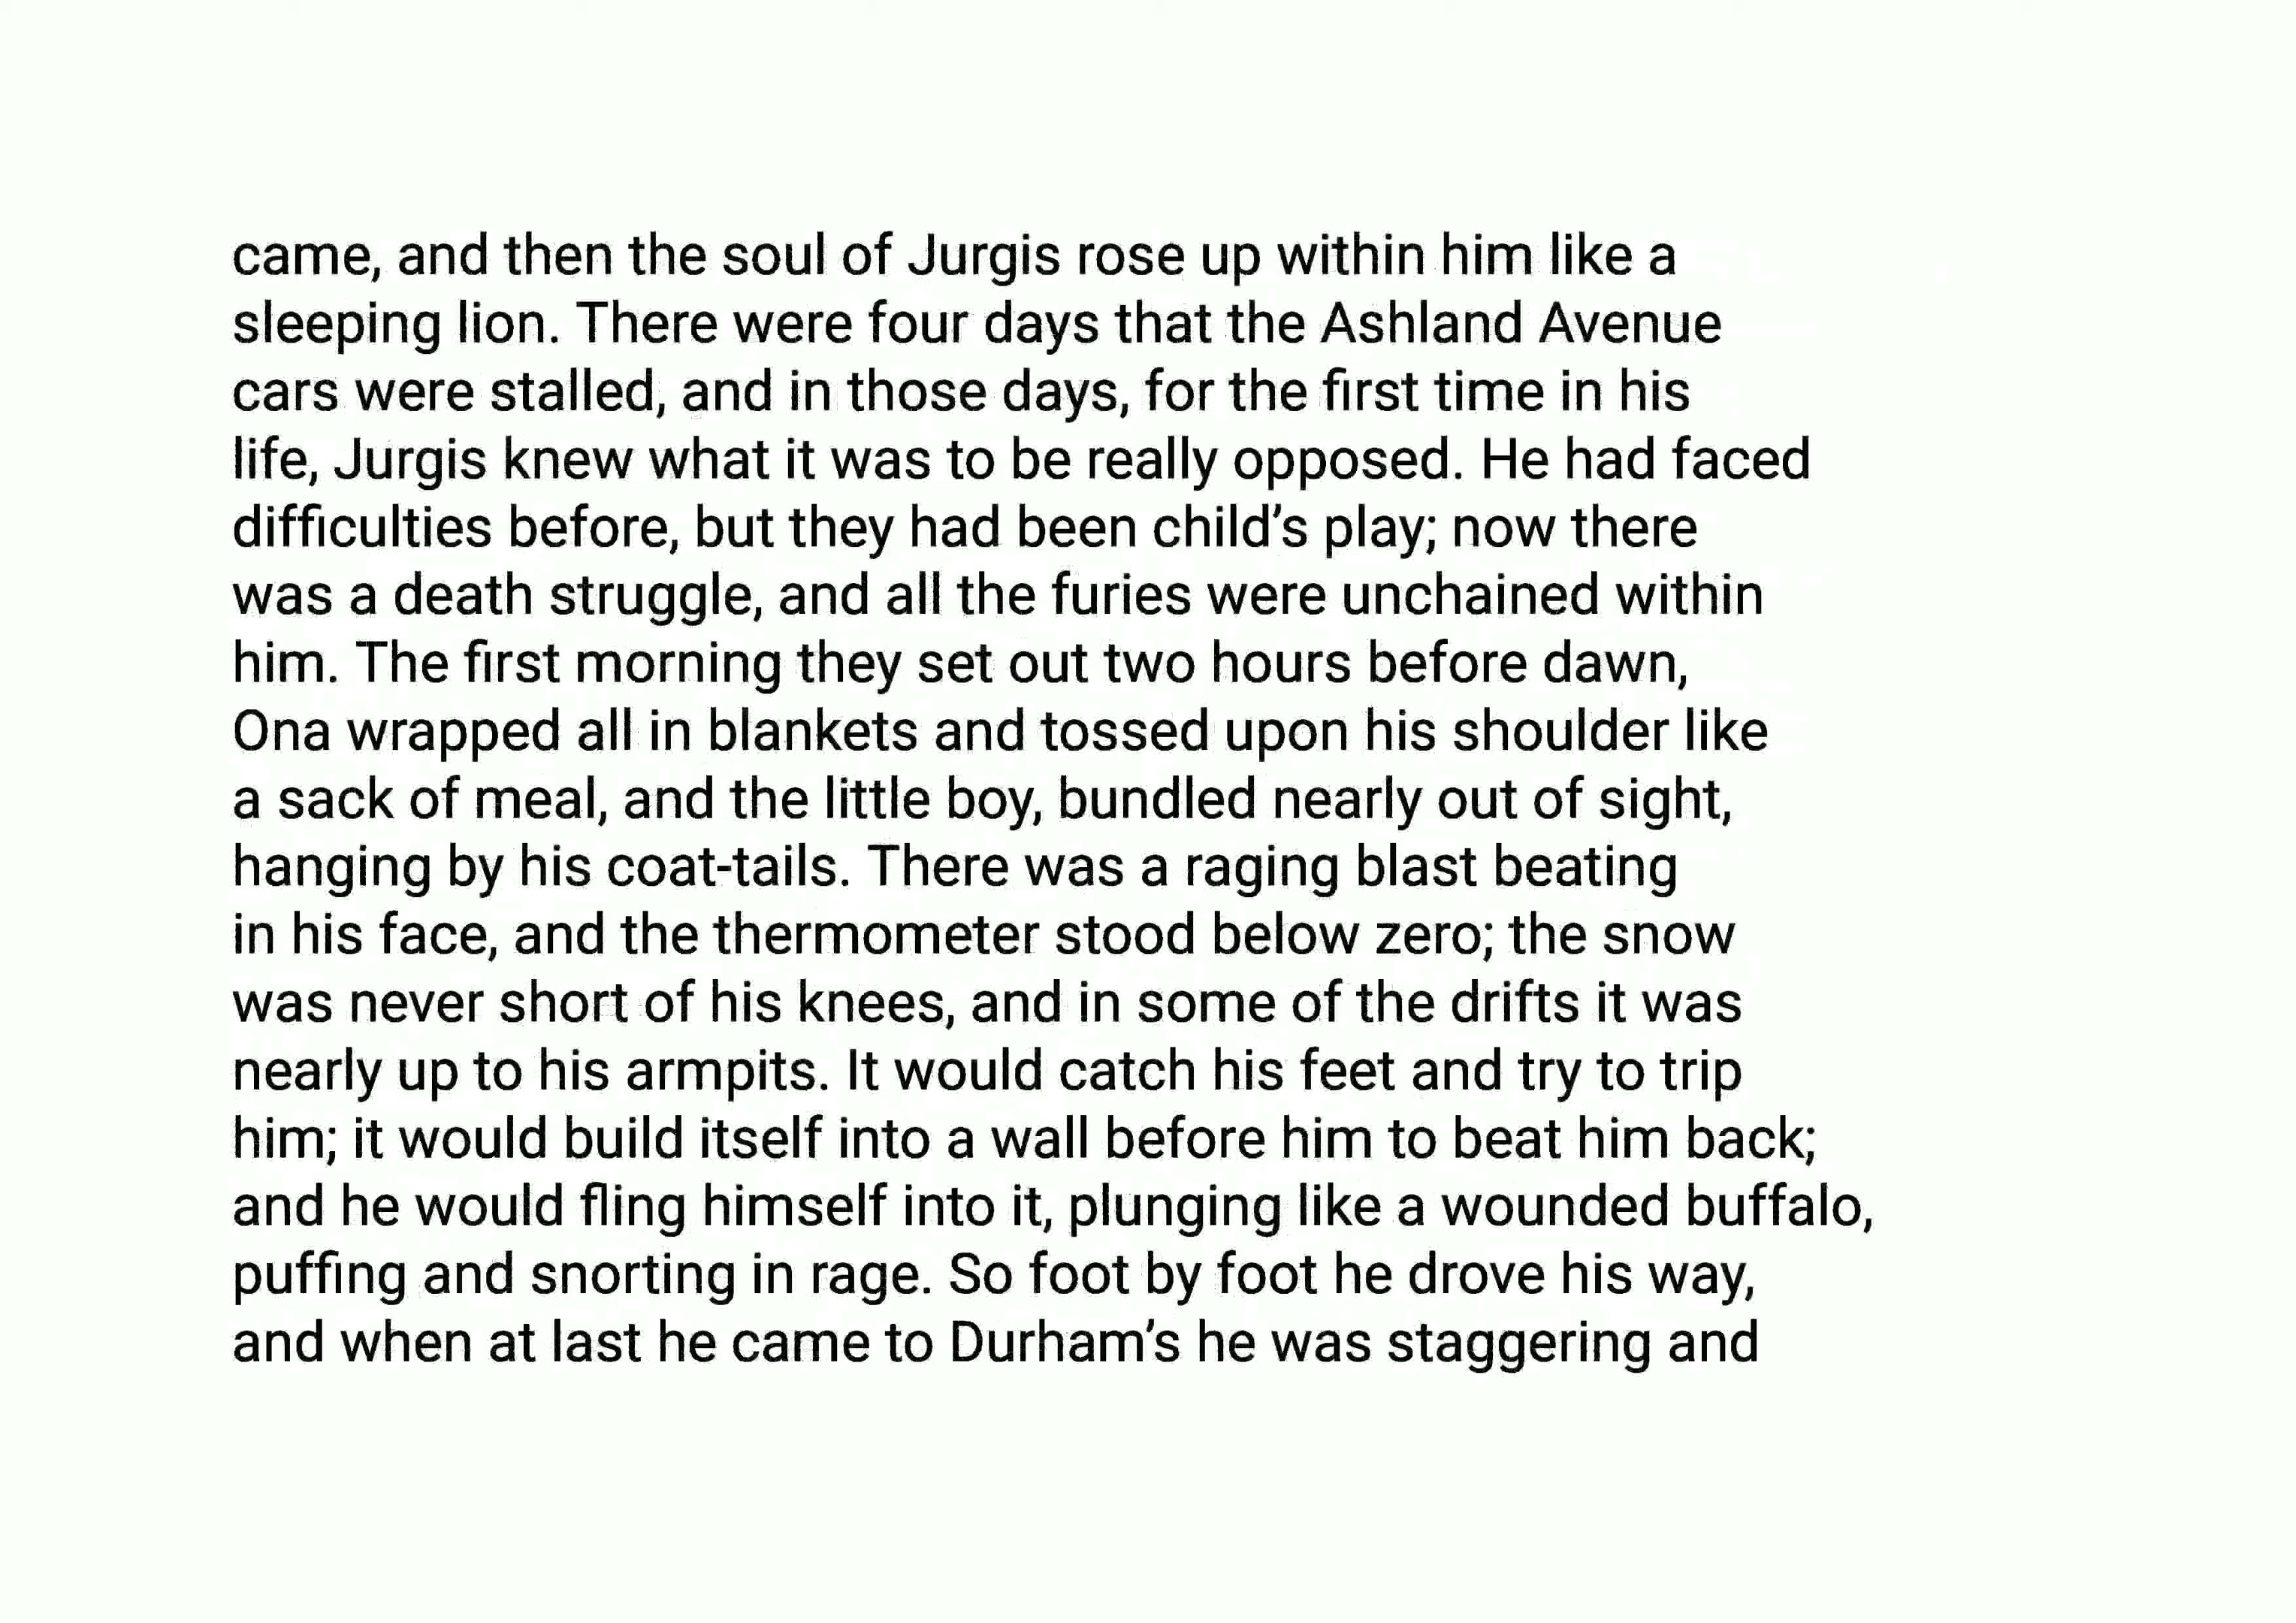 came, and then the soul of Jurgis rose up within him like a
sleeping lion. There were four days that the Ashland Avenue
cars were stalled, and in those days, for the first time in his
life, Jurgis knew what it was to be really opposed. He had faced
difficulties before, but they had been child’s play; now there
was a death struggle, and all the furies were unchained within
him. The first morning they set out two hours before dawn,
Ona wrapped all in blankets and tossed upon his shoulder like
a sack of meal, and the little boy, bundled nearly out of sight,
hanging by his coat-tails. There was a raging blast beating
in his face, and the thermometer stood below zero; the snow
was never short of his knees, and in some of the drifts it was
nearly up to his armpits. It would catch his feet and try to trip
him; it would build itself into a wall before him to beat him back;
and he would fling himself into it, plunging like a wounded buffalo,
puffing and snorting in rage. So foot by foot he drove his way,
and when at last he came to Durham’s he was staggering and